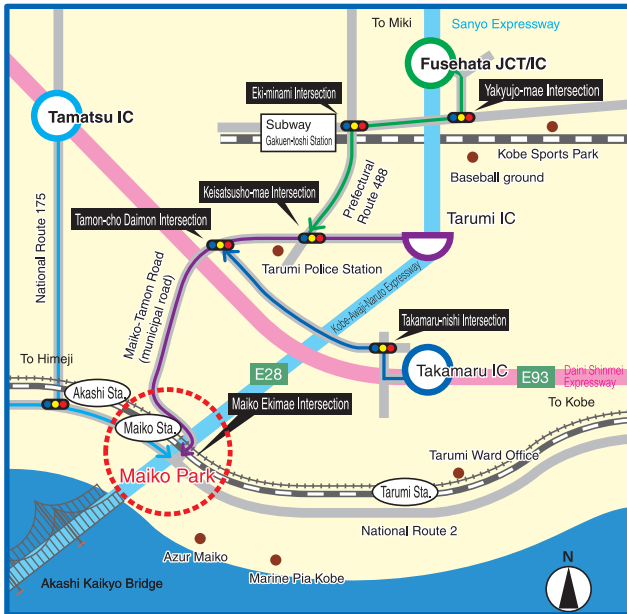 To Miki
Sanyo Expressway
Fusehata JCT/IC
Eki-minami Intersection
Yakyujo-mae Intersection
Tamatsu IC
Subway
Gakuen-toshi Station
Kobe Sports Park
Baseball ground
Keisatsusho-mae Intersection
Prefectural
Route 488
Tarumi IC
Tamon-cho Daimon Intersection
National Route 175
Tarumi Police Station
Maiko-Tamon Road
(municipal road)
Kobe-Awaji-Naruto Expressway
Takamaru-nishi Intersection
To Himeji
E28
Takamaru IC
E93
Daini Shinmei
Expressway
Akashi Sta.
To Kobe
Maiko Ekimae Intersection
Maiko Sta.
Tarumi Ward Office
Maiko Park
Tarumi Sta.
National Route 2
Azur Maiko
Marine Pia Kobe
Akashi Kaikyo Bridge
N